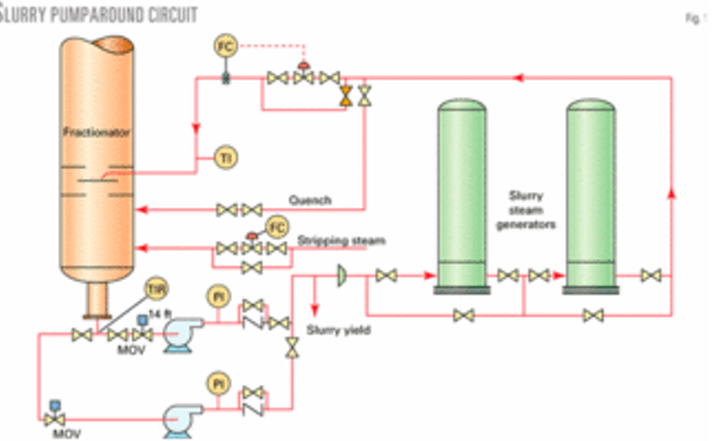 SLURRY PUMPAROUND CIRCUIT
Fig.
FC
Fractionator
TI
Quench
FC
Stripping steam
Slurry
steam
generators
TIR
14 ft
PI
MOV
Slurry yield
PI
MOV